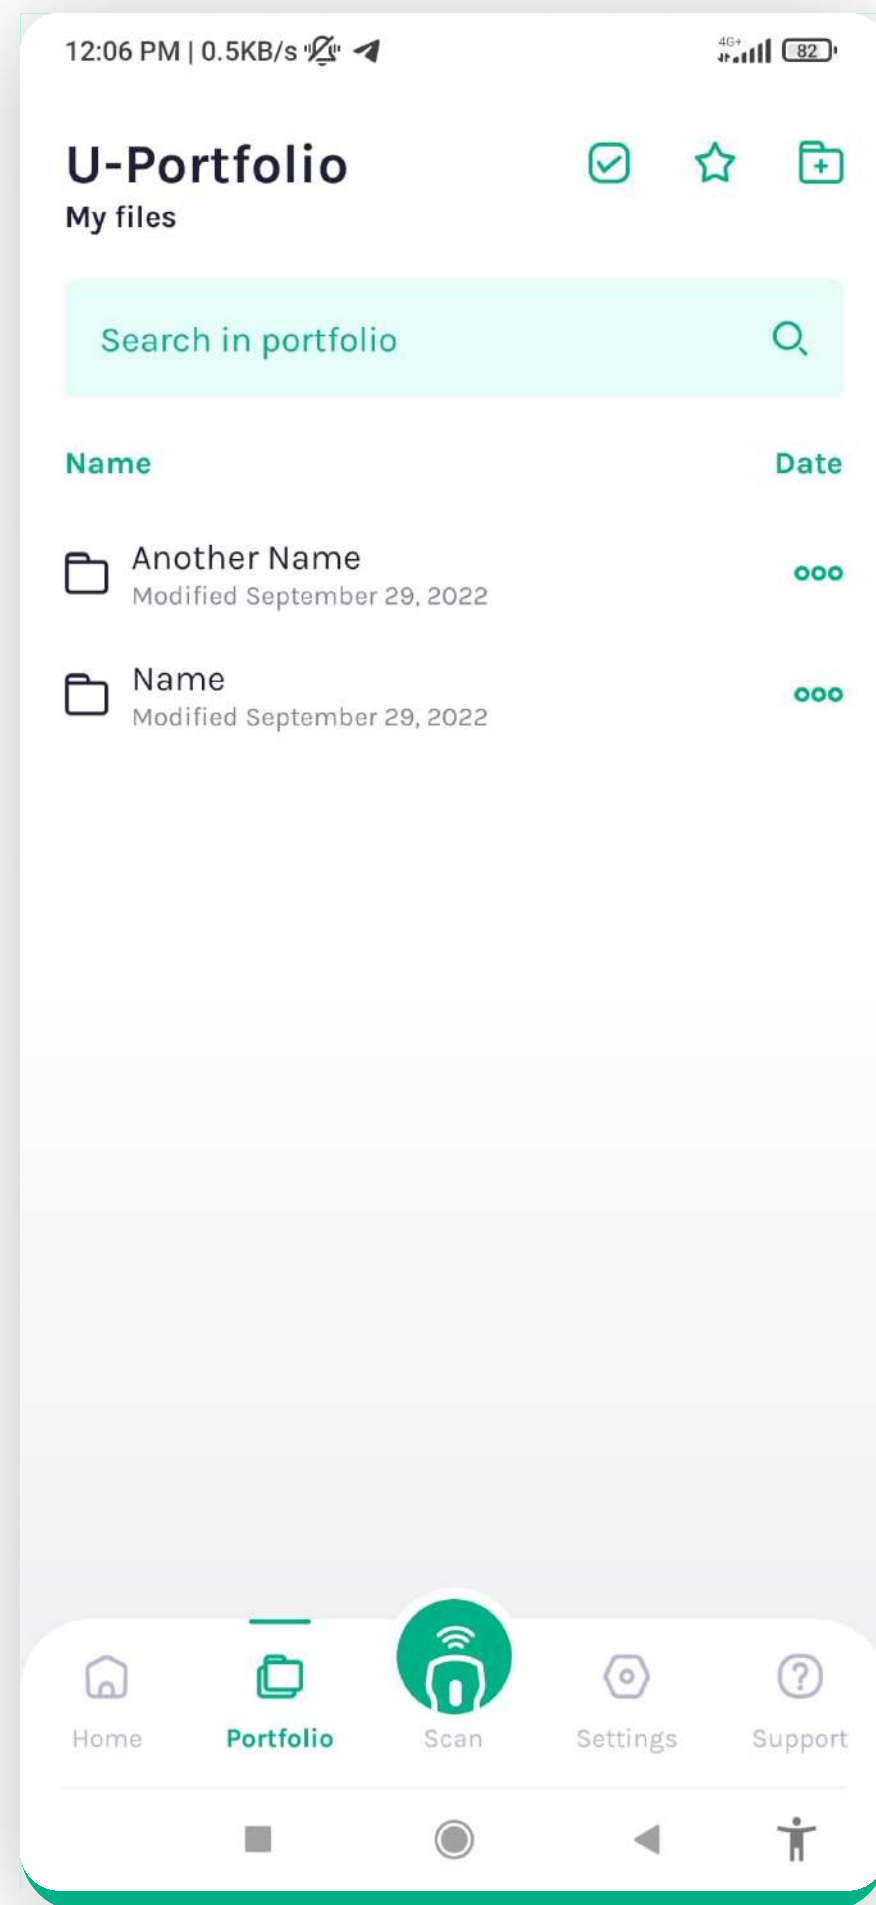 12:06 PM | 0.5KB/s 4G+ 82
U-Portfolio
My files
Search in portfolio
Name Date
Another Name
Modified September 29, 2022
Name
Modified September 29, 2022
Home Portfolio Scan Settings Support